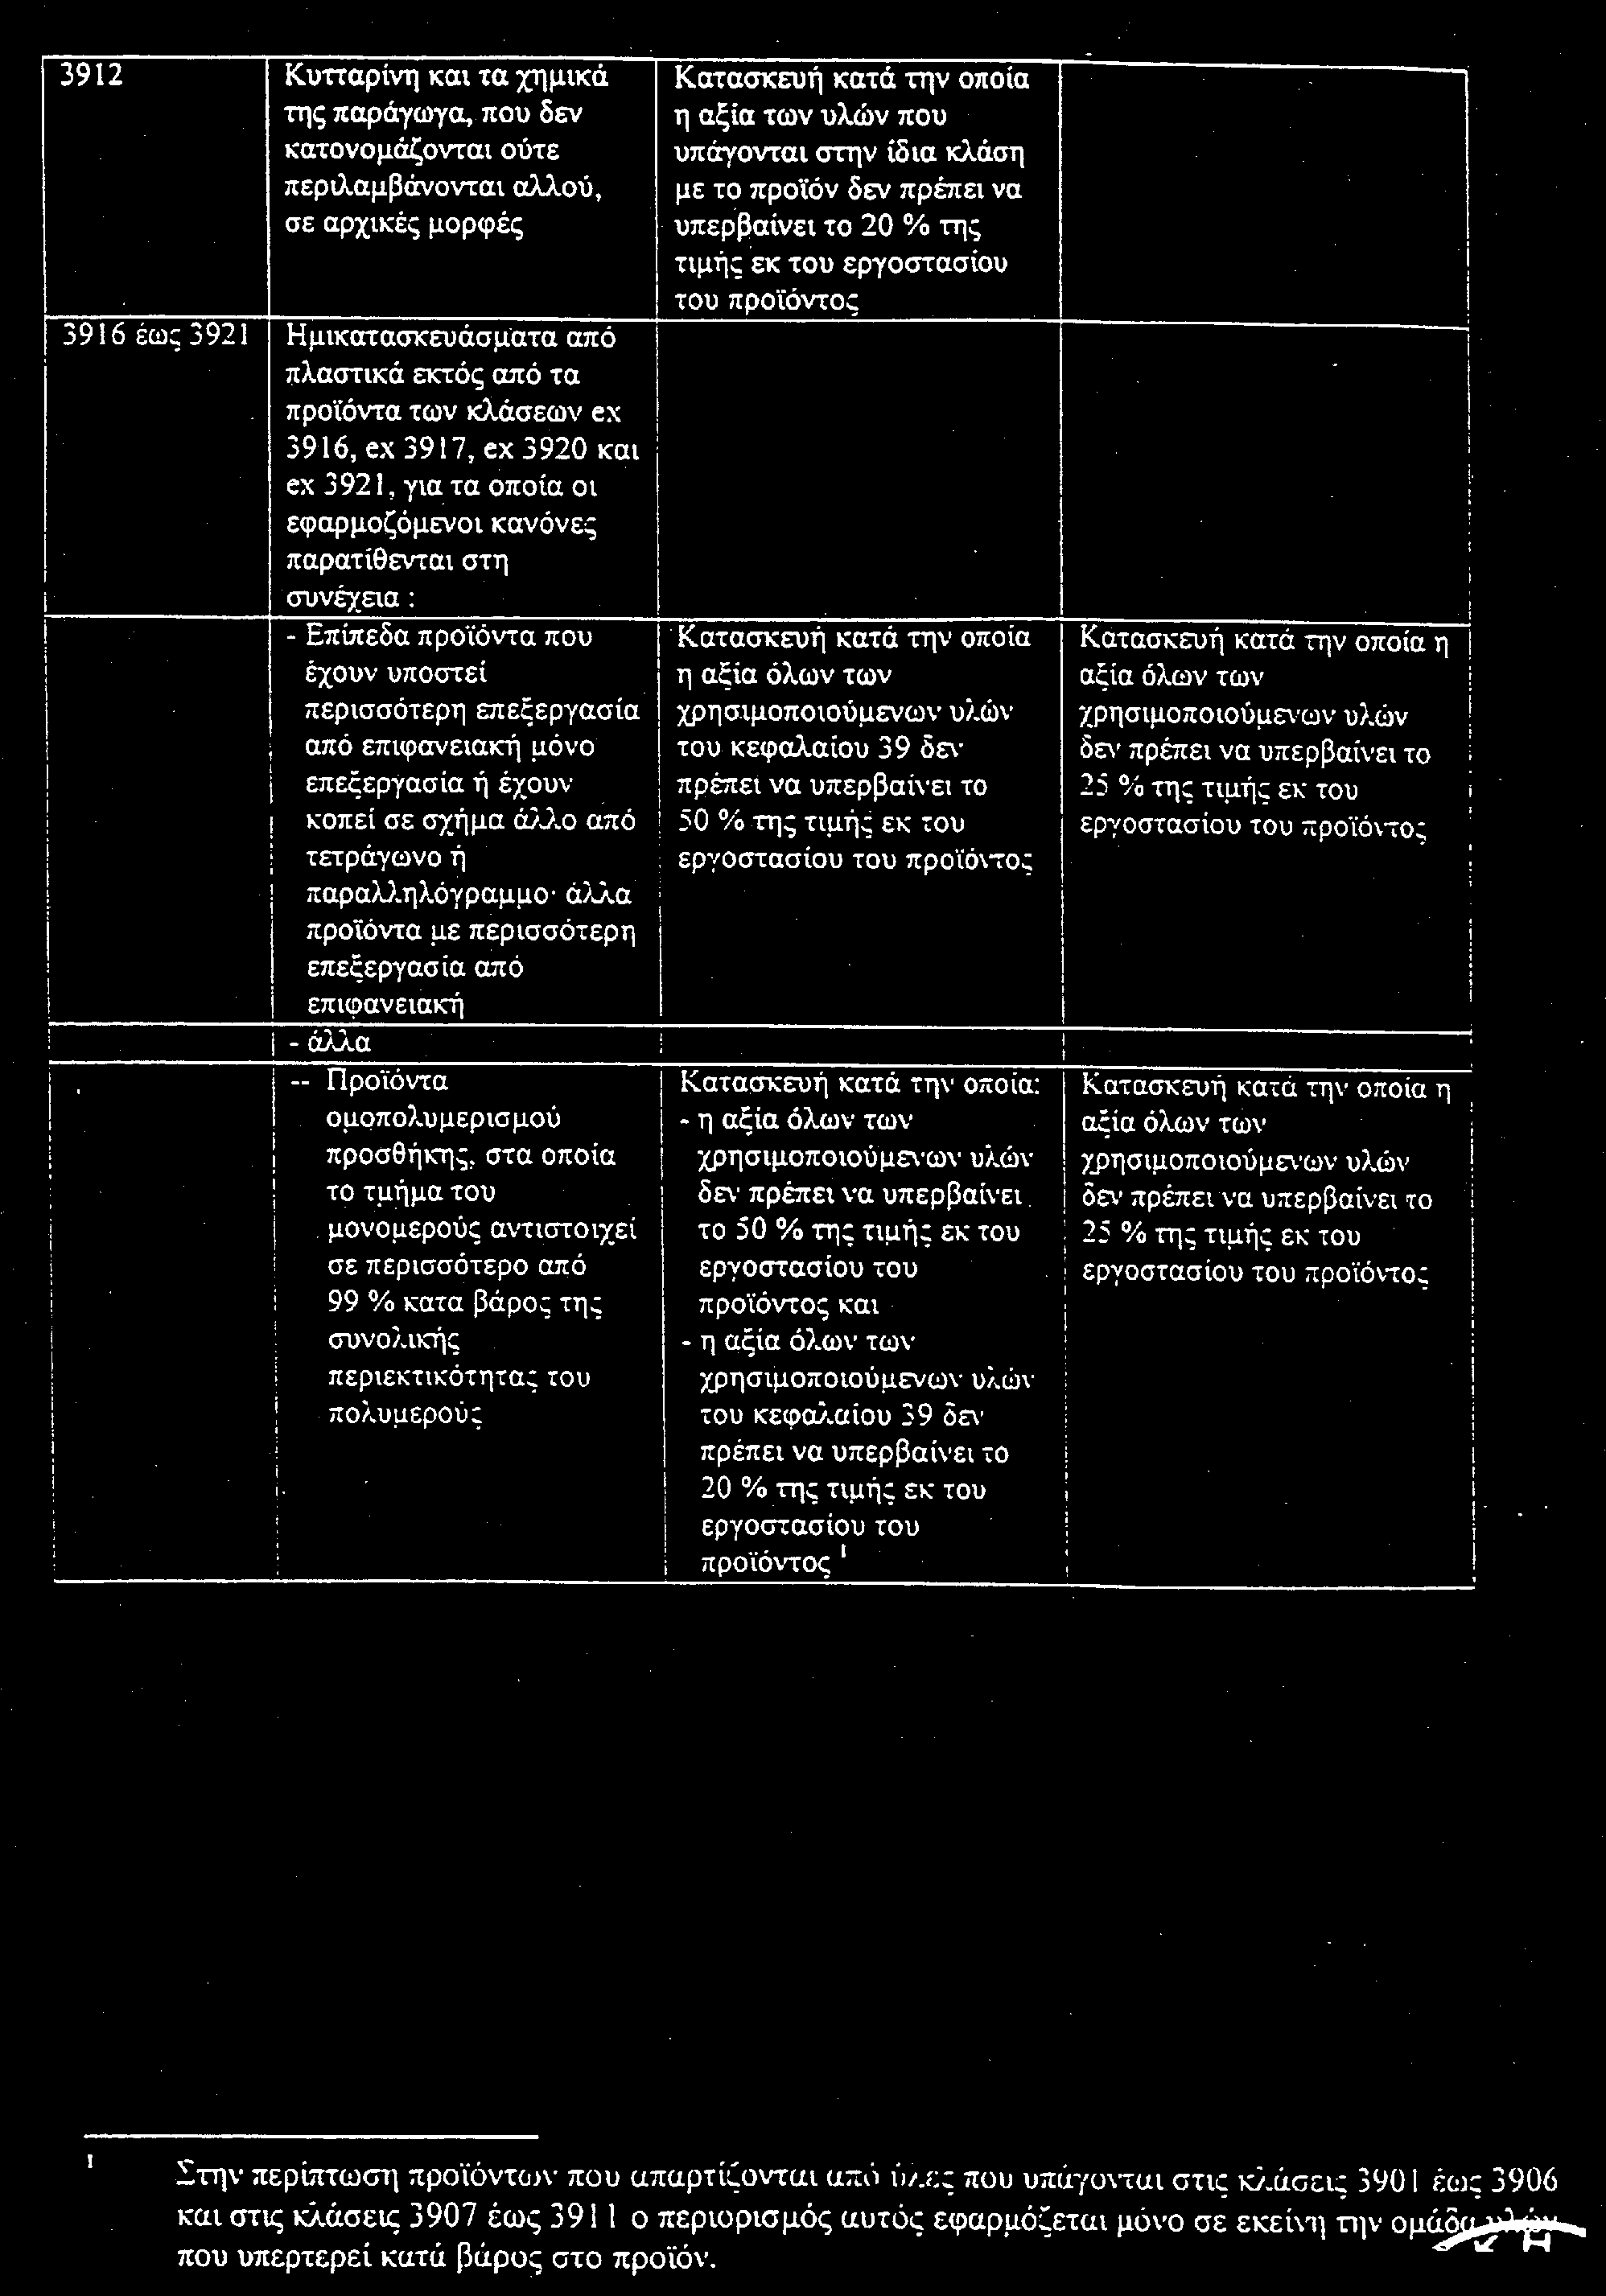 3912
Κυτταρίνη και τα χημικά
της παράγωγα, που δεν
κατονομάζονται ούτε
περιλαμβάνονται αλλού,
σε αρχικές μορφές
Κατασκευή κατά την οποία
η αξία των υλών που
υπάγονται στην ίδια κλάση
με το προϊόν δεν πρέπει να
υπερβαίνει το 20 % της
τιμής εκ του εργοστασίου
του προϊόντος
3916 έως 3921
Ημικατασκευάσματα από
πλαστικά εκτός από τα
προϊόντα των κλάσεων ex
3916, ex 3917, ex 3920 και
ex 3921, για τα οποία οι
εφαρμοζόμενοι κανόνες
παρατίθενται στη
συνέχεια :
- Επίπεδα προϊόντα που
έχουν υποστεί
περισσότερη επεξεργασία
από επιφανειακή μόνο
επεξεργασία ή έχουν
κοπεί σε σχήμα άλλο από
τετράγωνο ή
παραλληλόγραμμο· άλλα
προϊόντα με περισσότερη
επεξεργασία από
επιφανειακή
Κατασκευή κατά την οποία
η αξία όλων των
χρησιμοποιούμενων υλών
του κεφαλαίου 39 δεν
πρέπει να υπερβαίνει το
50 % της τιμής εκ του
εργοστασίου του προϊόντος
Κατασκευή κατά την οποία η
αξία όλων των
χρησιμοποιούμενων υλών
δεν πρέπει να υπερβαίνει το
25 % της τιμής εκ του
εργοστασίου του προϊόντος
- άλλα
-- Προϊόντα
ομοπολυμερισμού
προσθήκης, στα οποία
το τμήμα του
μονομερούς αντιστοιχεί
σε περισσότερο από
99 % κατα βάρος της
συνολικής
περιεκτικότητας του
πολυμερούς
Κατασκευή κατά την οποία:
- η αξία όλων των
χρησιμοποιούμενων υλών
δεν πρέπει να υπερβαίνει
το 50 % της τιμής εκ του
εργοστασίου του
προϊόντος και
- η αξία όλων των
χρησιμοποιούμενων υλών
του κεφαλαίου 39 δεν
πρέπει να υπερβαίνει το
20 % της τιμής εκ του
εργοστασίου του
προϊόντος 1
Κατασκευή κατά την οποία η
αξία όλων των
χρησιμοποιούμενων υλών
δεν πρέπει να υπερβαίνει το
25 % της τιμής εκ του
εργοστασίου του προϊόντος
1 Στην περίπτωση προϊόντων που απαρτίζονται από ύλες που υπάγονται στις κλάσεις 3901 έως 3906
και στις κλάσεις 3907 έως 3911 ο περιορισμός αυτός εφαρμόζεται μόνο σε εκείνη την ομάδα υλών
που υπερτερεί κατά βάρος στο προϊόν.